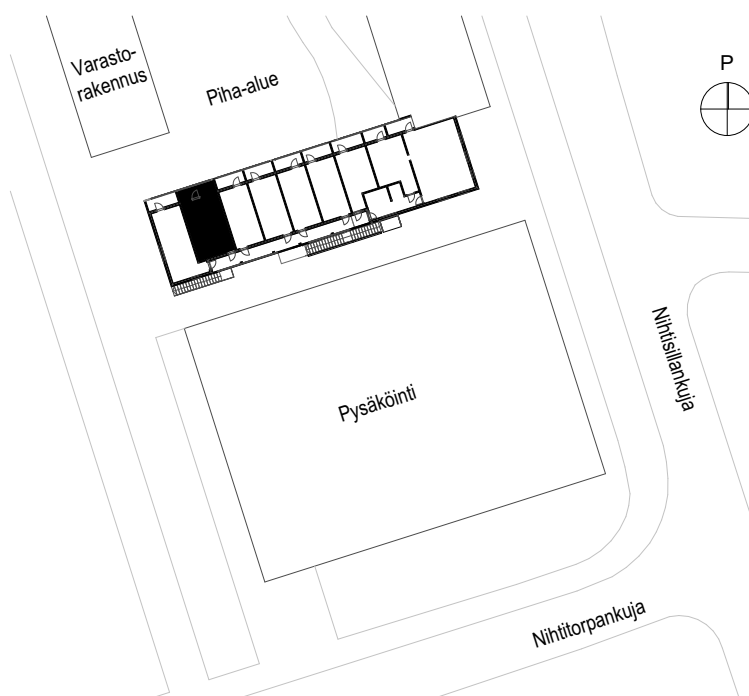 Varasto-
rakennus
Piha-alue
P
Nihtisillankuja
Pysäköinti
Nihtitorpankuja